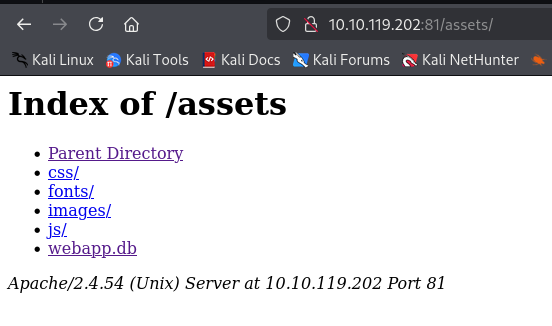 10.10.119.202:81/assets/
Kali Linux Kali Tools Kali Docs Kali Forums Kali NetHunter
Index of /assets
Parent Directory
css/
fonts/
images/
js/
webapp.db
Apache/2.4.54 (Unix) Server at 10.10.119.202 Port 81